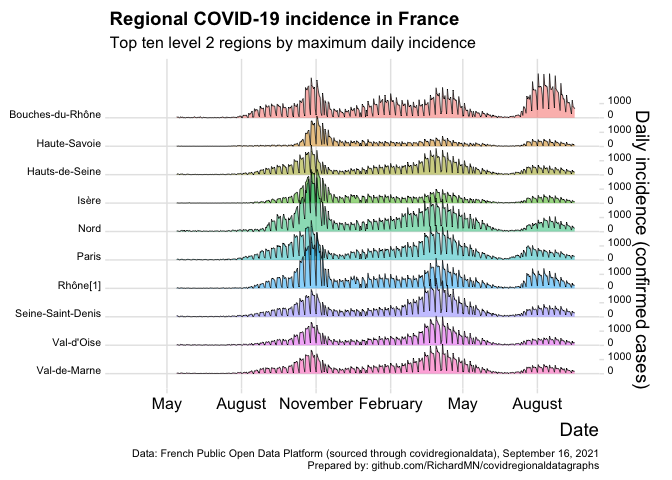 Regional COVID-19 incidence in France
Top ten level 2 regions by maximum daily incidence
Bouches-du-Rhône
Haute-Savoie
Hauts-de-Seine
Isère
Nord
Paris
Rhône[1]
Seine-Saint-Denis
Val-d'Oise
Val-de-Marne
1000
0
1000
0
1000
0
1000
0
1000
0
1000
0
1000
0
1000
0
1000
0
1000
0
Daily incidence (confirmed cases)
May August November February May August
Date
Data: French Public Open Data Platform (sourced through covidregionaldata), September 16, 2021
Prepared by: github.com/RichardMN/covidregionaldatagraphs